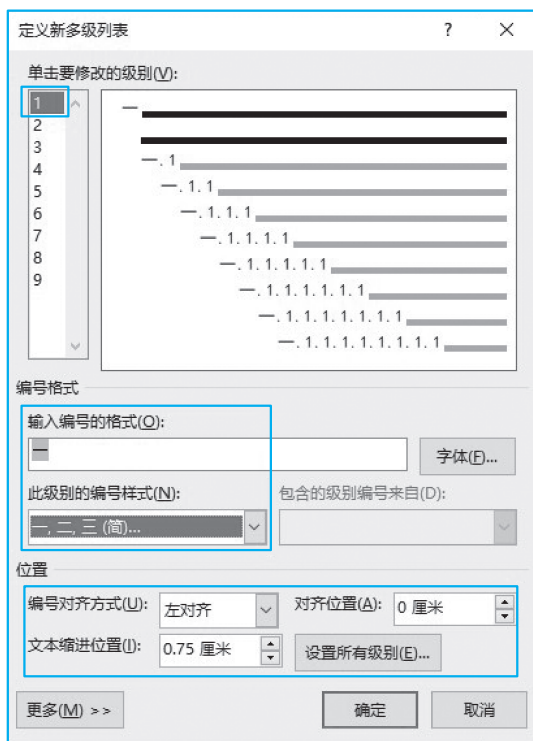 定义新多级列表 ? ×
单击要修改的级别(V):
1
2
3
4
5
6
7
8
9
一
一. 1
一. 1. 1
一. 1. 1. 1
一. 1. 1. 1. 1
一. 1. 1. 1. 1. 1
一. 1. 1. 1. 1. 1. 1
一. 1. 1. 1. 1. 1. 1. 1
一. 1. 1. 1. 1. 1. 1. 1. 1
编号格式
输入编号的格式(O):
一
字体(F)...
此级别的编号样式(N): 包含的级别编号来自(D):
一, 二, 三 (简)...
位置
编号对齐方式(U): 左对齐 对齐位置(A): 0 厘米
文本缩进位置(I): 0.75 厘米 设置所有级别(E)...
更多(M) >> 确定 取消